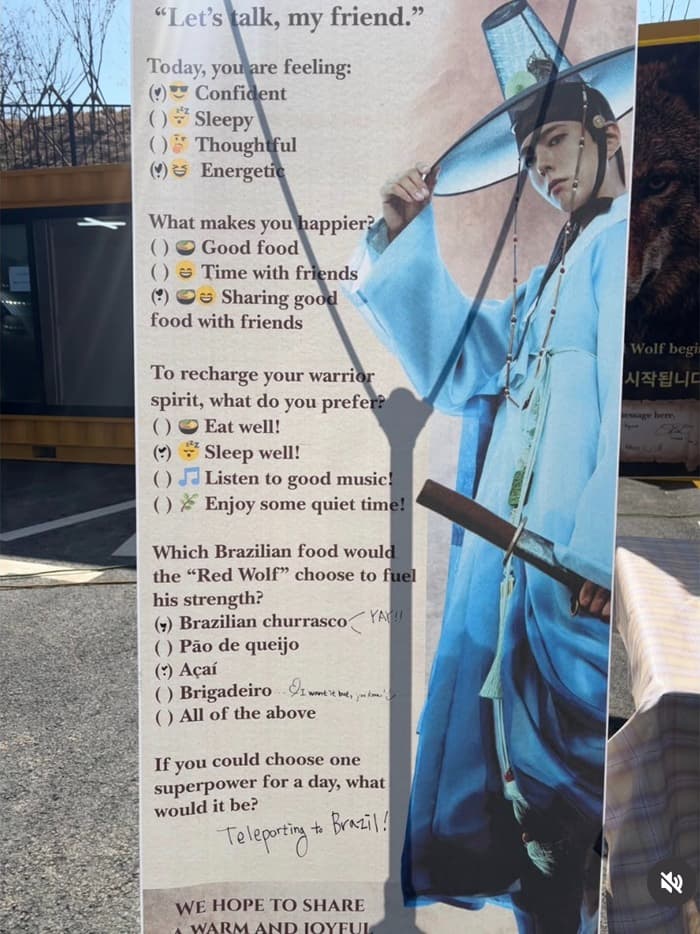 “Let’s talk, my friend.”
Today, you are feeling:
(♥) 😎 Confident
( ) 😴 Sleepy
( ) 🤔 Thoughtful
(♥) 😆 Energetic
What makes you happier?
( ) 🍲 Good food
( ) 😄 Time with friends
(♥) 🍲😄 Sharing good
food with friends
To recharge your warrior
spirit, what do you prefer?
( ) 🍲 Eat well!
(♥) 😴 Sleep well!
( ) 🎵 Listen to good music!
( ) 🌿 Enjoy some quiet time!
Which Brazilian food would
the “Red Wolf” choose to fuel
his strength?
(♥) Brazilian churrasco YAY!!
( ) Pão de queijo
(♥) Açaí
( ) Brigadeiro ... I want it but,
( ) All of the above
If you could choose one
superpower for a day, what
would it be?
Teleporting to Brazil!
WE HOPE TO SHARE
A WARM AND JOYFUL
Wolf begi
시작됩니다
message here.